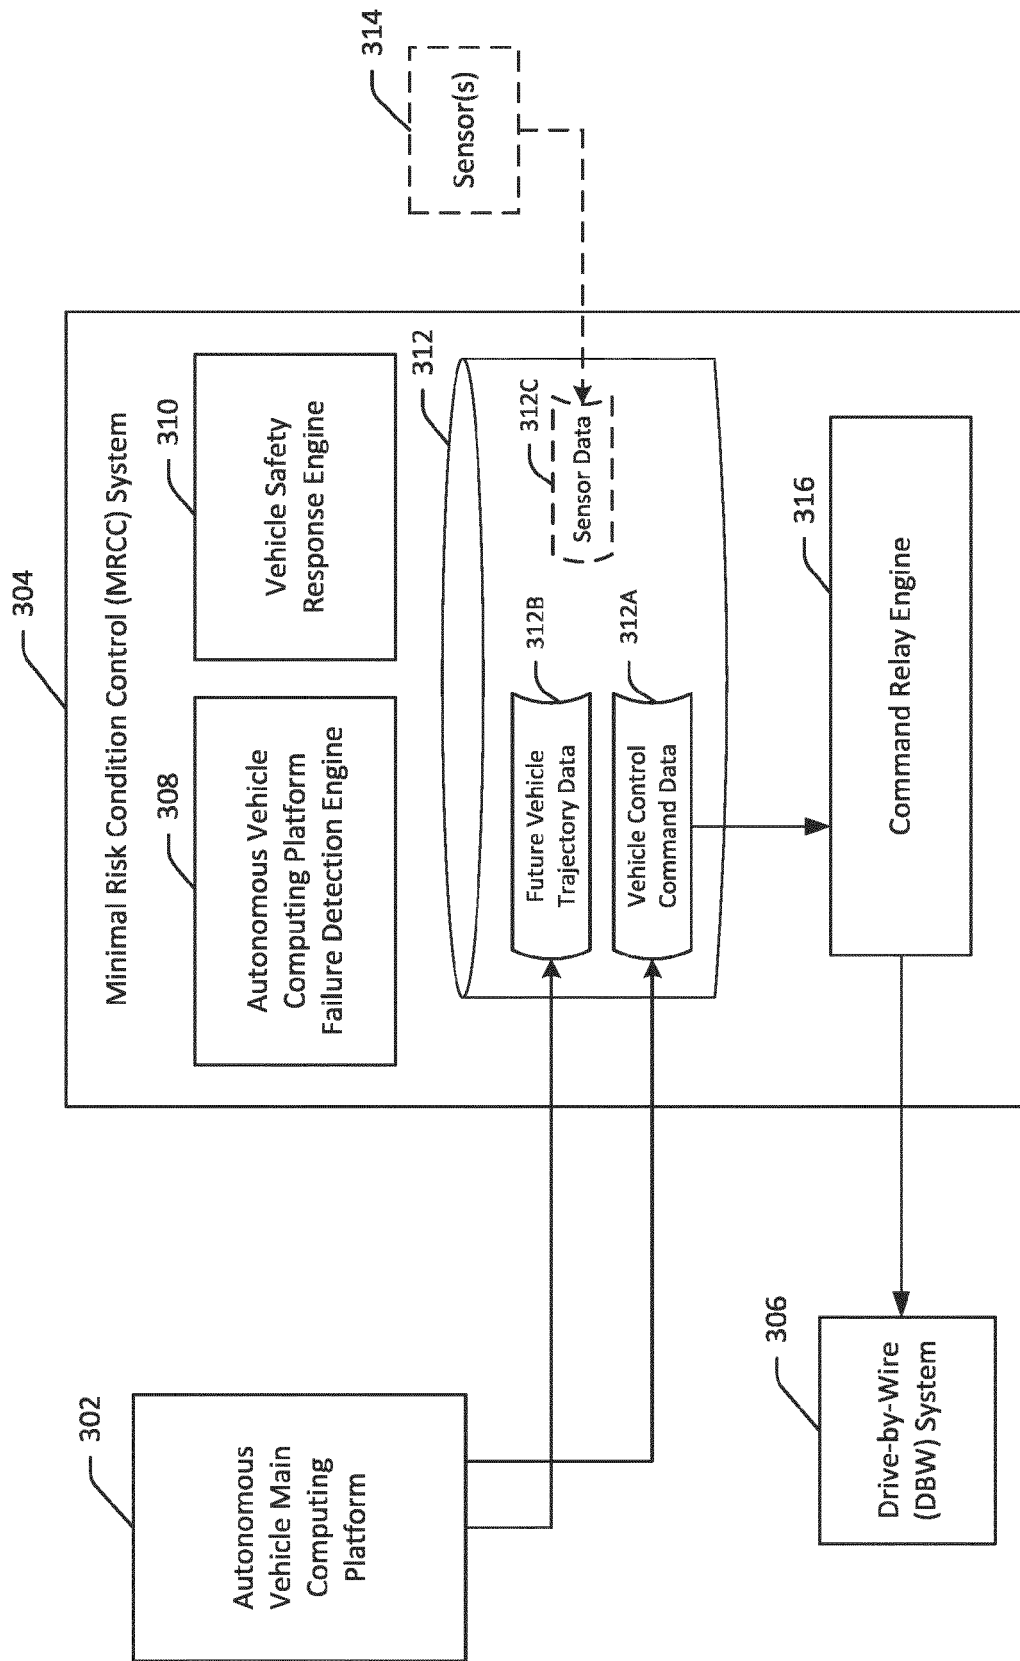 304
Minimal Risk Condition Control (MRCC) System
302
Autonomous
Vehicle Main
Computing
Platform
308
Autonomous Vehicle
Computing Platform
Failure Detection Engine
310
Vehicle Safety
Response Engine
312
314
Sensor(s)
312B
Future Vehicle
Trajectory Data
312A
Vehicle Control
Command Data
312C
Sensor Data
306
Drive-by-Wire
(DBW) System
316
Command Relay Engine